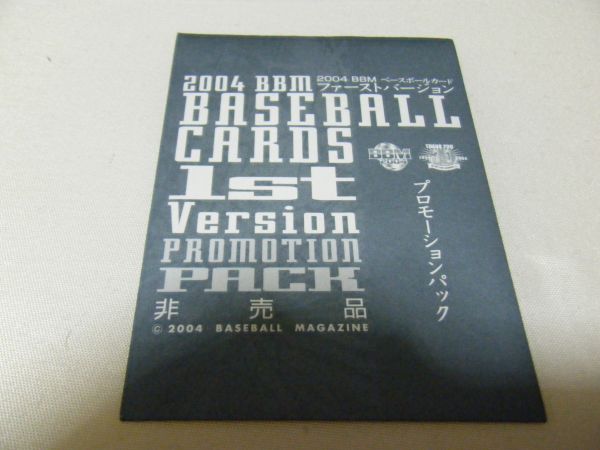 2004 BBM
BASEBALL
CARDS
1st
Version
PROMOTION
PACK
非売品
© 2004 BASEBALL MAGAZINE
2004 BBM ベースボールカード
ファーストバージョン
BBM
2004
プロモーションパック